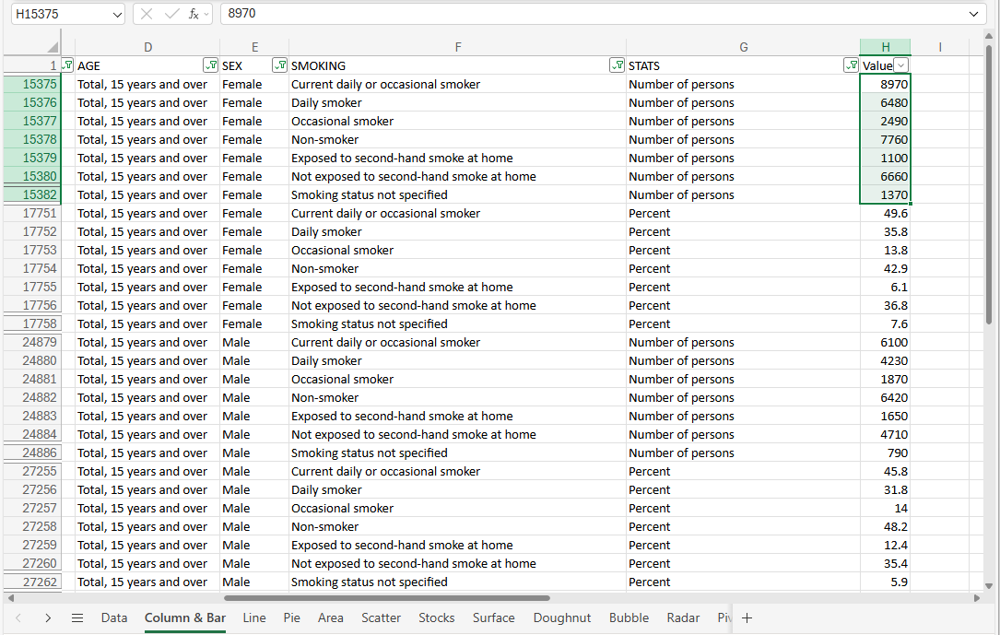 H15375 fx 8970
D E F G H I
1 AGE SEX SMOKING STATS Value
15375 Total, 15 years and over Female Current daily or occasional smoker Number of persons 8970
15376 Total, 15 years and over Female Daily smoker Number of persons 6480
15377 Total, 15 years and over Female Occasional smoker Number of persons 2490
15378 Total, 15 years and over Female Non-smoker Number of persons 7760
15379 Total, 15 years and over Female Exposed to second-hand smoke at home Number of persons 1100
15380 Total, 15 years and over Female Not exposed to second-hand smoke at home Number of persons 6660
15382 Total, 15 years and over Female Smoking status not specified Number of persons 1370
17751 Total, 15 years and over Female Current daily or occasional smoker Percent 49.6
17752 Total, 15 years and over Female Daily smoker Percent 35.8
17753 Total, 15 years and over Female Occasional smoker Percent 13.8
17754 Total, 15 years and over Female Non-smoker Percent 42.9
17755 Total, 15 years and over Female Exposed to second-hand smoke at home Percent 6.1
17756 Total, 15 years and over Female Not exposed to second-hand smoke at home Percent 36.8
17758 Total, 15 years and over Female Smoking status not specified Percent 7.6
24879 Total, 15 years and over Male Current daily or occasional smoker Number of persons 6100
24880 Total, 15 years and over Male Daily smoker Number of persons 4230
24881 Total, 15 years and over Male Occasional smoker Number of persons 1870
24882 Total, 15 years and over Male Non-smoker Number of persons 6420
24883 Total, 15 years and over Male Exposed to second-hand smoke at home Number of persons 1650
24884 Total, 15 years and over Male Not exposed to second-hand smoke at home Number of persons 4710
24886 Total, 15 years and over Male Smoking status not specified Number of persons 790
27255 Total, 15 years and over Male Current daily or occasional smoker Percent 45.8
27256 Total, 15 years and over Male Daily smoker Percent 31.8
27257 Total, 15 years and over Male Occasional smoker Percent 14
27258 Total, 15 years and over Male Non-smoker Percent 48.2
27259 Total, 15 years and over Male Exposed to second-hand smoke at home Percent 12.4
27260 Total, 15 years and over Male Not exposed to second-hand smoke at home Percent 35.4
27262 Total, 15 years and over Male Smoking status not specified Percent 5.9
Data Column & Bar Line Pie Area Scatter Stocks Surface Doughnut Bubble Radar